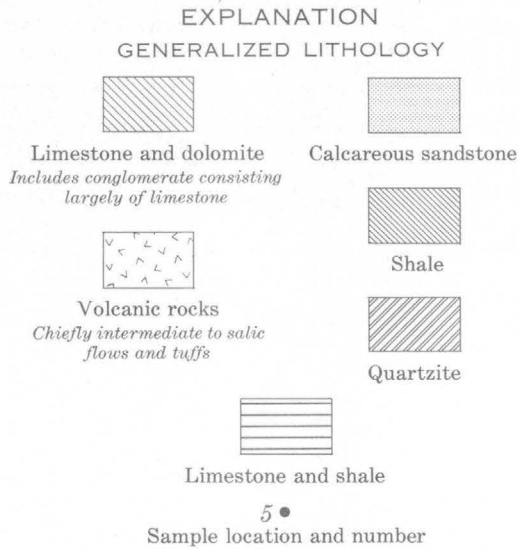 EXPLANATION
GENERALIZED LITHOLOGY
Limestone and dolomite
Includes conglomerate consisting
largely of limestone
Calcareous sandstone
Shale
Volcanic rocks
Chiefly intermediate to salic
flows and tuffs
Quartzite
Limestone and shale
5
Sample location and number